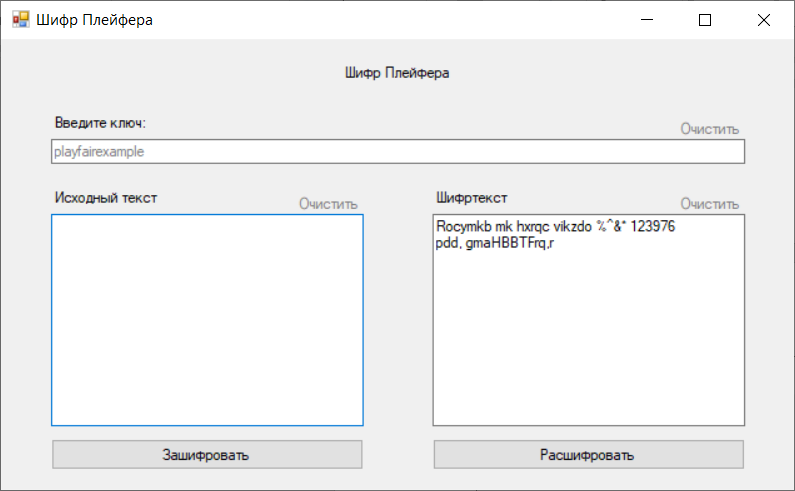 Шифр Плейфера
Шифр Плейфера
Введите ключ:
Очистить
playfairexample
Исходный текст
Очистить
Шифртекст
Очистить
Rocymkb mk hxrqc vikzdo %^&* 123976
pdd, gmaHBBTFrq,r
Зашифровать
Расшифровать